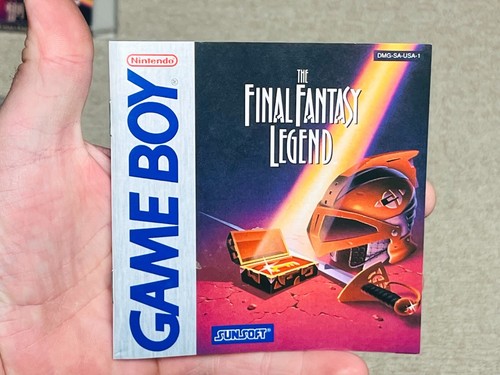 Nintendo
GAME BOY
DMG-SA-USA-1
THE
FINAL FANTASY
LEGEND
SUNSOFT